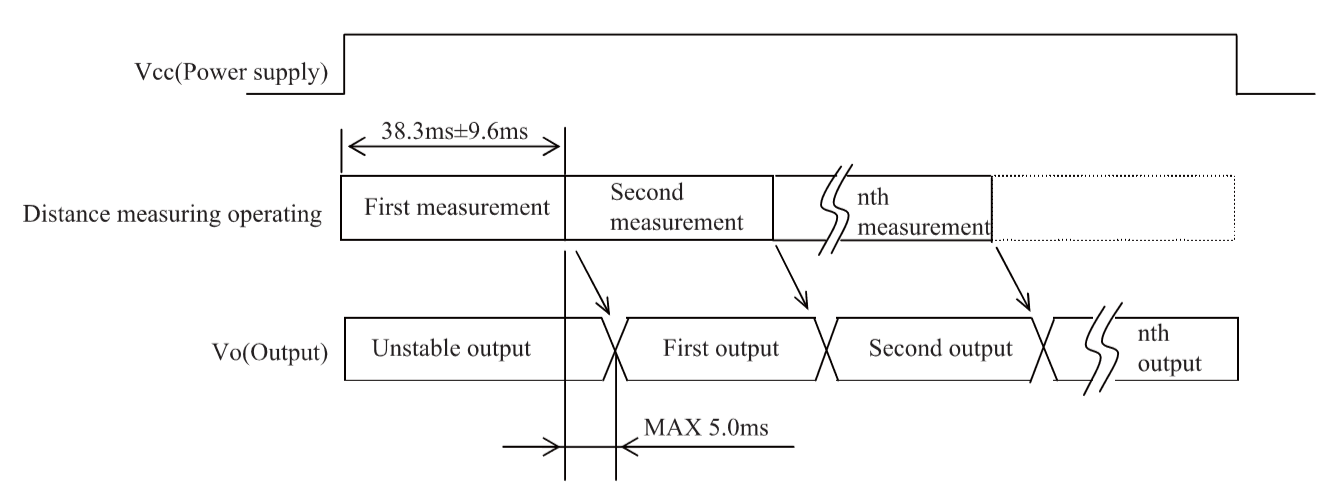 Vcc(Power supply)
38.3ms±9.6ms
Distance measuring operating
First measurement
Second
measurement
nth
measurement
Vo(Output)
Unstable output
First output
Second output
nth
output
MAX 5.0ms